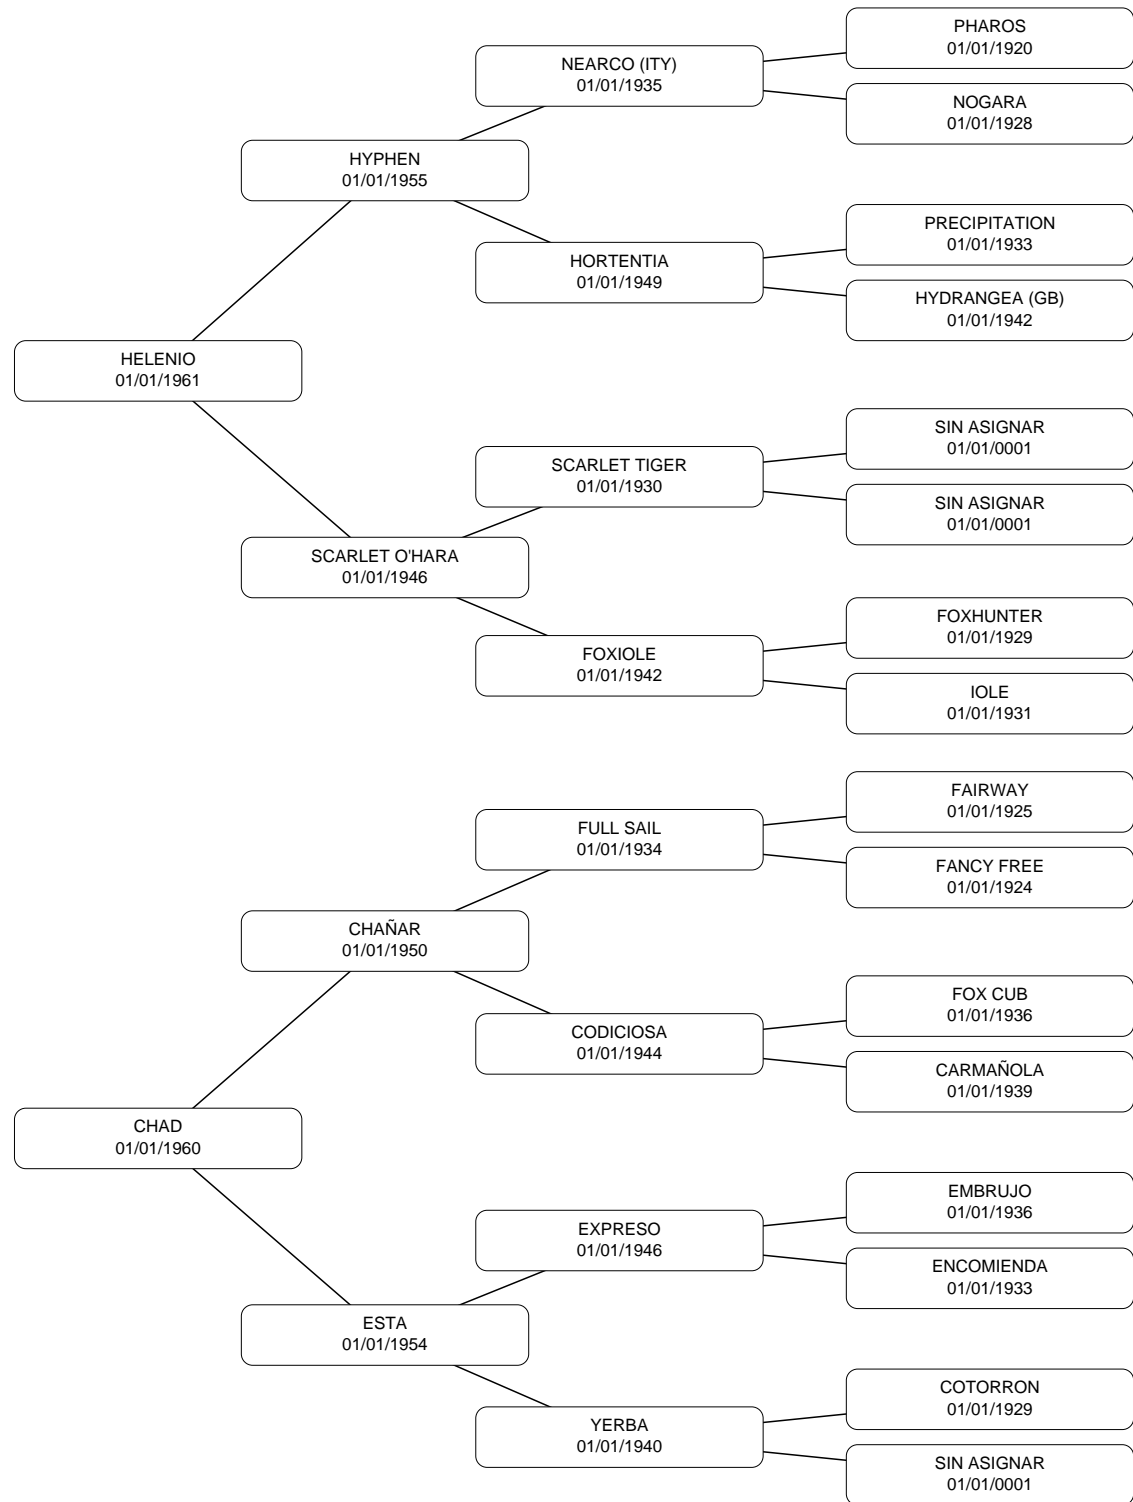 PHAROS
01/01/1920
NEARCO (ITY)
01/01/1935
NOGARA
01/01/1928
HYPHEN
01/01/1955
PRECIPITATION
01/01/1933
HORTENTIA
01/01/1949
HYDRANGEA (GB)
01/01/1942
HELENIO
01/01/1961
SIN ASIGNAR
01/01/0001
SCARLET TIGER
01/01/1930
SIN ASIGNAR
01/01/0001
SCARLET O'HARA
01/01/1946
FOXHUNTER
01/01/1929
FOXIOLE
01/01/1942
IOLE
01/01/1931
FAIRWAY
01/01/1925
FULL SAIL
01/01/1934
FANCY FREE
01/01/1924
CHAÑAR
01/01/1950
FOX CUB
01/01/1936
CODICIOSA
01/01/1944
CARMAÑOLA
01/01/1939
CHAD
01/01/1960
EMBRUJO
01/01/1936
EXPRESO
01/01/1946
ENCOMIENDA
01/01/1933
ESTA
01/01/1954
COTORRON
01/01/1929
YERBA
01/01/1940
SIN ASIGNAR
01/01/0001